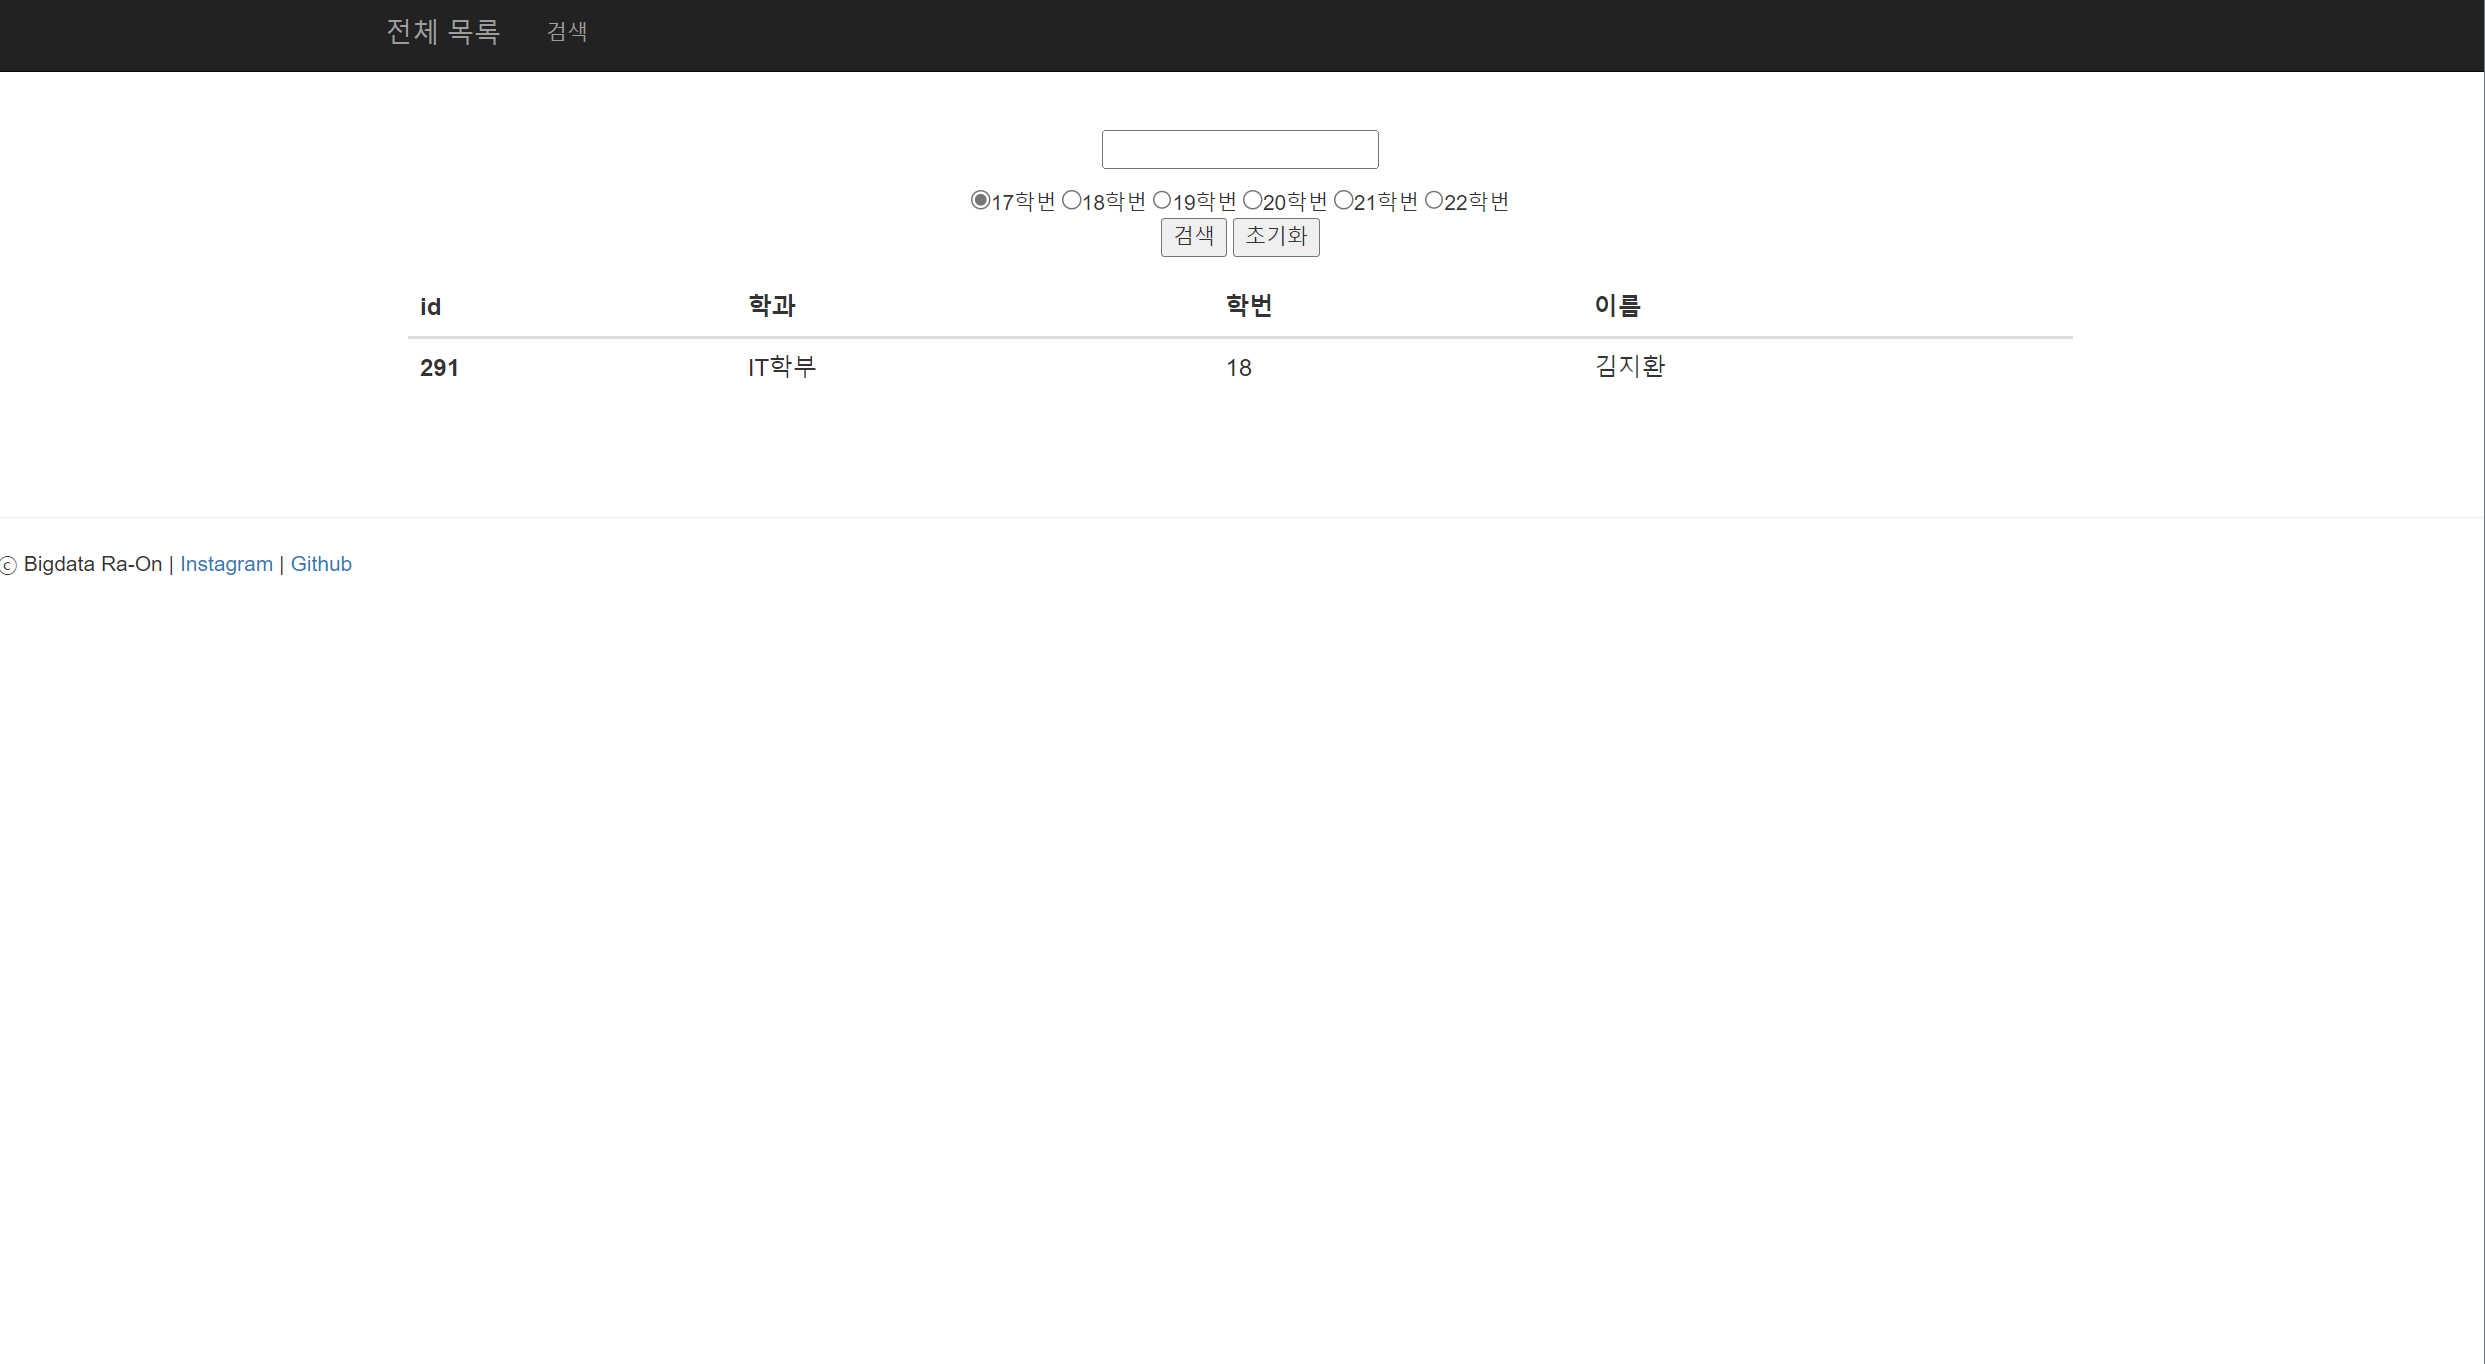 전체 목록 검색
17학번 18학번 19학번 20학번 21학번 22학번
검색 초기화
id 학과 학번 이름
291 IT학부 18 김지환
ⓒ Bigdata Ra-On | Instagram | Github